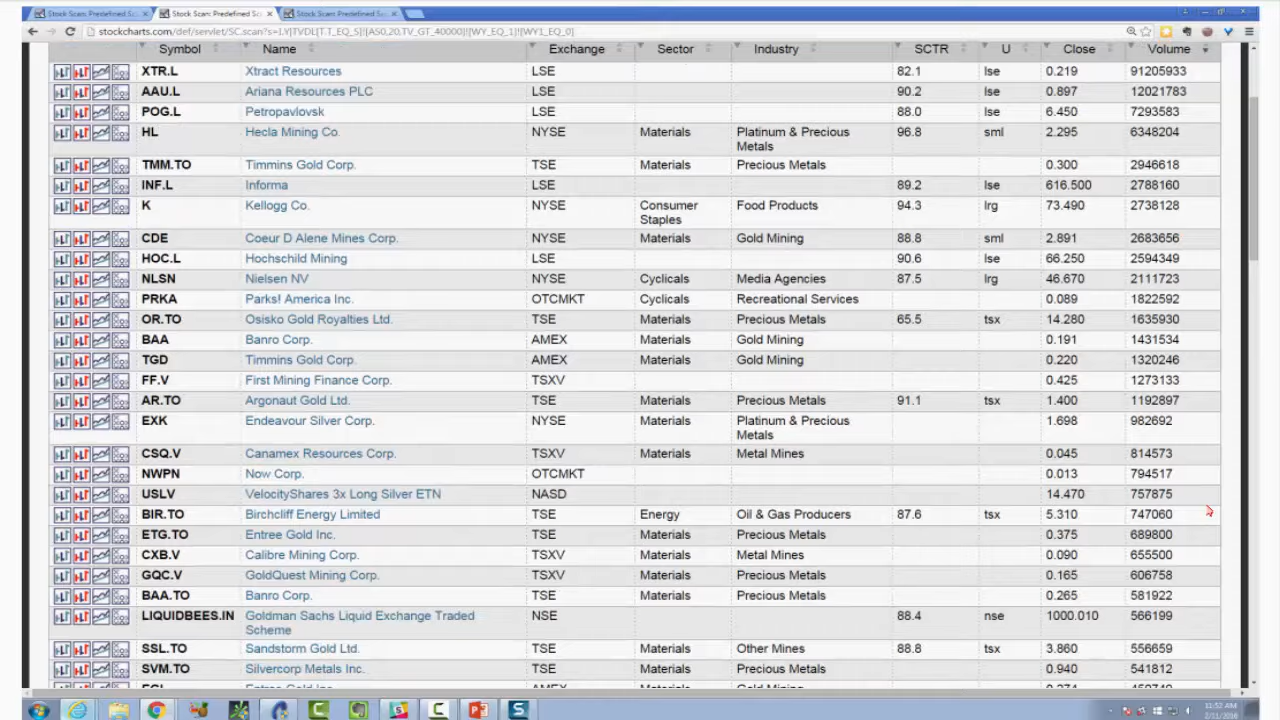 Stock Scan: Predefined S... Stock Scan: Predefined S... Stock Scan: Predefined S...
Symbol Name Exchange Sector Industry SCTR U Close Volume
XTR.L Xtract Resources LSE 82.1 lse 0.219 91205933
AAU.L Ariana Resources PLC LSE 90.2 lse 0.897 12021783
POG.L Petropavlovsk LSE 88.0 lse 6.450 7293583
HL Hecla Mining Co. NYSE Materials Platinum & Precious 96.8 sml 2.295 6348204
Metals
TMM.TO Timmins Gold Corp. TSE Materials Precious Metals 0.300 2946618
INF.L Informa LSE 89.2 lse 616.500 2788160
K Kellogg Co. NYSE Consumer Food Products 94.3 lrg 73.490 2738128
Staples
CDE Coeur D Alene Mines Corp. NYSE Materials Gold Mining 88.8 sml 2.891 2683656
HOC.L Hochschild Mining LSE 90.6 lse 66.250 2594349
NLSN Nielsen NV NYSE Cyclicals Media Agencies 87.5 lrg 46.670 2111723
PRKA Parks! America Inc. OTCMKT Cyclicals Recreational Services 0.089 1822592
OR.TO Osisko Gold Royalties Ltd. TSE Materials Precious Metals 65.5 tsx 14.280 1635930
BAA Banro Corp. AMEX Materials Gold Mining 0.191 1431534
TGD Timmins Gold Corp. AMEX Materials Gold Mining 0.220 1320246
FF.V First Mining Finance Corp. TSXV 0.425 1273133
AR.TO Argonaut Gold Ltd. TSE Materials Precious Metals 91.1 tsx 1.400 1192897
EXK Endeavour Silver Corp. NYSE Materials Platinum & Precious 1.698 982692
Metals
CSQ.V Canamex Resources Corp. TSXV Materials Metal Mines 0.045 814573
NWPN Now Corp. OTCMKT 0.013 794517
USLV VelocityShares 3x Long Silver ETN NASD 14.470 757875
BIR.TO Birchcliff Energy Limited TSE Energy Oil & Gas Producers 87.6 tsx 5.310 747060
ETG.TO Entree Gold Inc. TSE Materials Precious Metals 0.375 689800
CXB.V Calibre Mining Corp. TSXV Materials Metal Mines 0.090 655500
GQC.V GoldQuest Mining Corp. TSXV Materials Precious Metals 0.165 606758
BAA.TO Banro Corp. TSE Materials Precious Metals 0.265 581922
LIQUIDBEES.IN Goldman Sachs Liquid Exchange Traded NSE 88.4 nse 1000.010 566199
Scheme
SSL.TO Sandstorm Gold Ltd. TSE Materials Other Mines 88.8 tsx 3.860 556659
SVM.TO Silvercorp Metals Inc. TSE Materials Precious Metals 0.940 541812
11:52 AM
2/11/2016